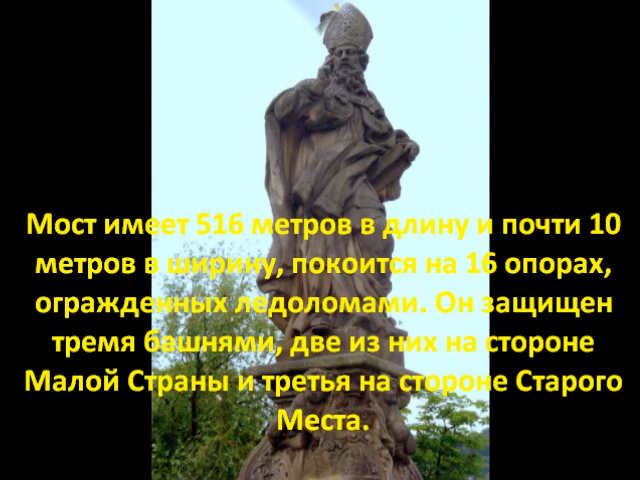 Мост имеет 516 метров в длину и почти 10
метров в ширину, покоится на 16 опорах,
огражденных ледоломами. Он защищен
тремя башнями, две из них на стороне
Малой Страны и третья на стороне Старого
Места.